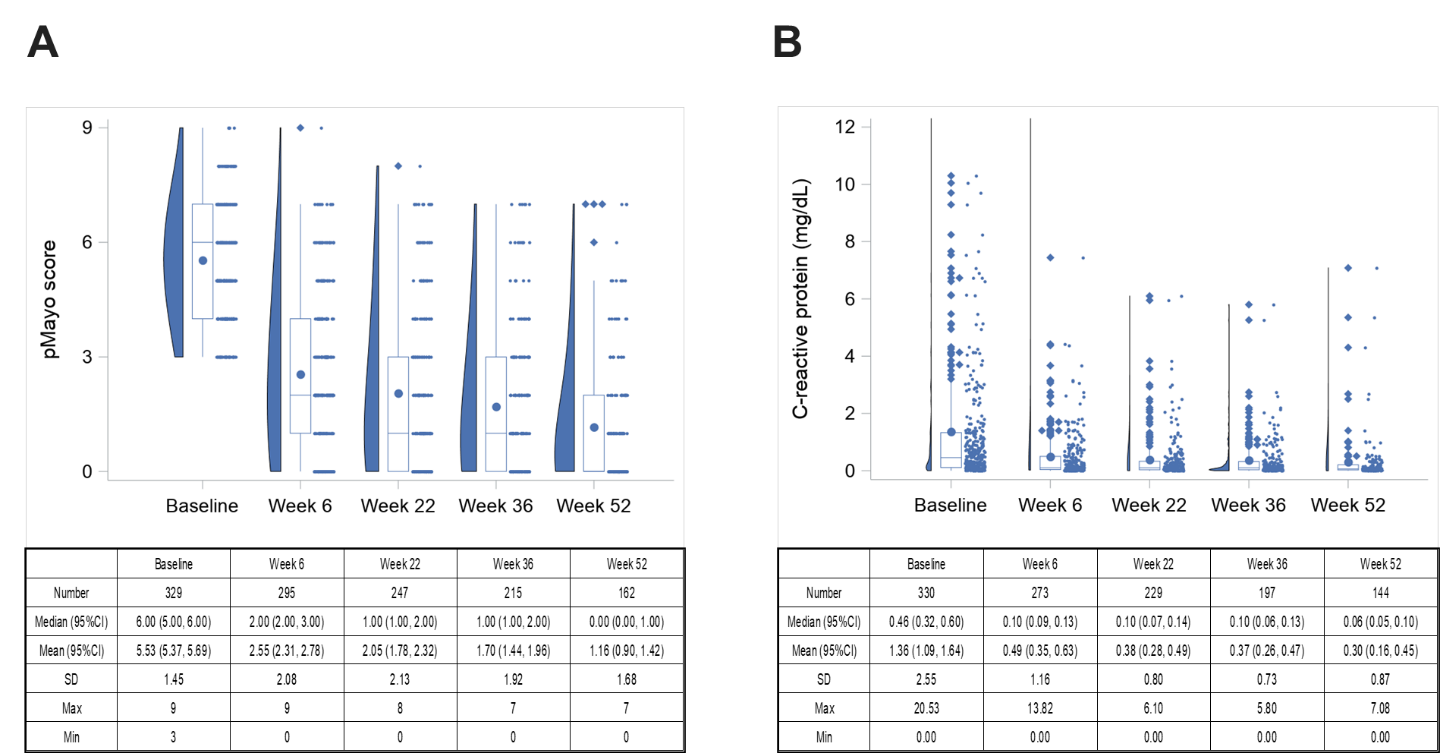 A
pMayo score
9
6
3
0
Baseline Week 6 Week 22 Week 36 Week 52
Baseline Week 6 Week 22 Week 36 Week 52
Number 329 295 247 215 162
Median (95%CI) 6.00 (5.00, 6.00) 2.00 (2.00, 3.00) 1.00 (1.00, 2.00) 1.00 (1.00, 2.00) 0.00 (0.00, 1.00)
Mean (95%CI) 5.53 (5.37, 5.69) 2.55 (2.31, 2.78) 2.05 (1.78, 2.32) 1.70 (1.44, 1.96) 1.16 (0.90, 1.42)
SD 1.45 2.08 2.13 1.92 1.68
Max 9 9 8 7 7
Min 3 0 0 0 0
B
C-reactive protein (mg/dL)
12
10
8
6
4
2
0
Baseline Week 6 Week 22 Week 36 Week 52
Baseline Week 6 Week 22 Week 36 Week 52
Number 330 273 229 197 144
Median (95%CI) 0.46 (0.32, 0.60) 0.10 (0.09, 0.13) 0.10 (0.07, 0.14) 0.10 (0.06, 0.13) 0.06 (0.05, 0.10)
Mean (95%CI) 1.36 (1.09, 1.64) 0.49 (0.35, 0.63) 0.38 (0.28, 0.49) 0.37 (0.26, 0.47) 0.30 (0.16, 0.45)
SD 2.55 1.16 0.80 0.73 0.87
Max 20.53 13.82 6.10 5.80 7.08
Min 0.00 0.00 0.00 0.00 0.00